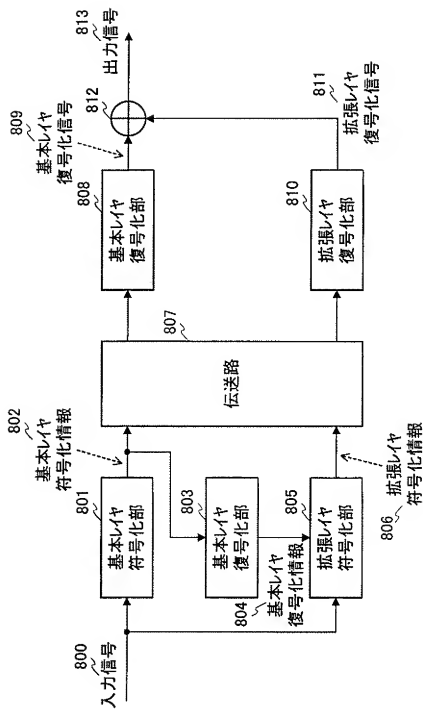 800
入力信号
801
基本レイヤ
符号化部
802
基本レイヤ
符号化情報
803
基本レイヤ
復号化部
804
基本レイヤ
復号化情報
805
拡張レイヤ
符号化部
806
拡張レイヤ
符号化情報
807
伝送路
808
基本レイヤ
復号化部
809
基本レイヤ
復号化信号
810
拡張レイヤ
復号化部
811
拡張レイヤ
復号化信号
812
813
出力信号